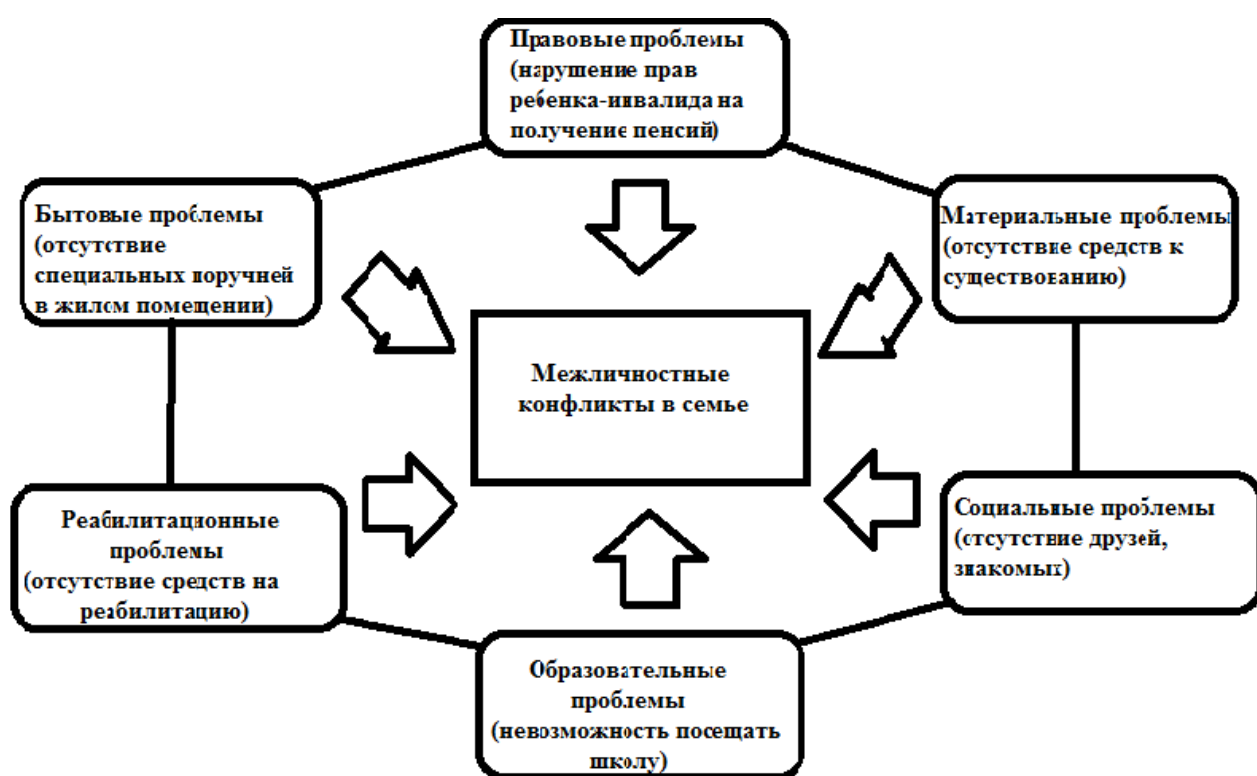 Правовые проблемы
(нарушение прав
ребенка-инвалида на
получение пенсий)
Бытовые проблемы
(отсутствие
специальных поручней
в жилом помещении)
Материальные проблемы
(отсутствие средств к
существованию)
Межличностные
конфликты в семье
Реабилитационные
проблемы
(отсутствие средств на
реабилитацию)
Социальные проблемы
(отсутствие друзей,
знакомых)
Образовательные
проблемы
(невозможность посещать
школу)